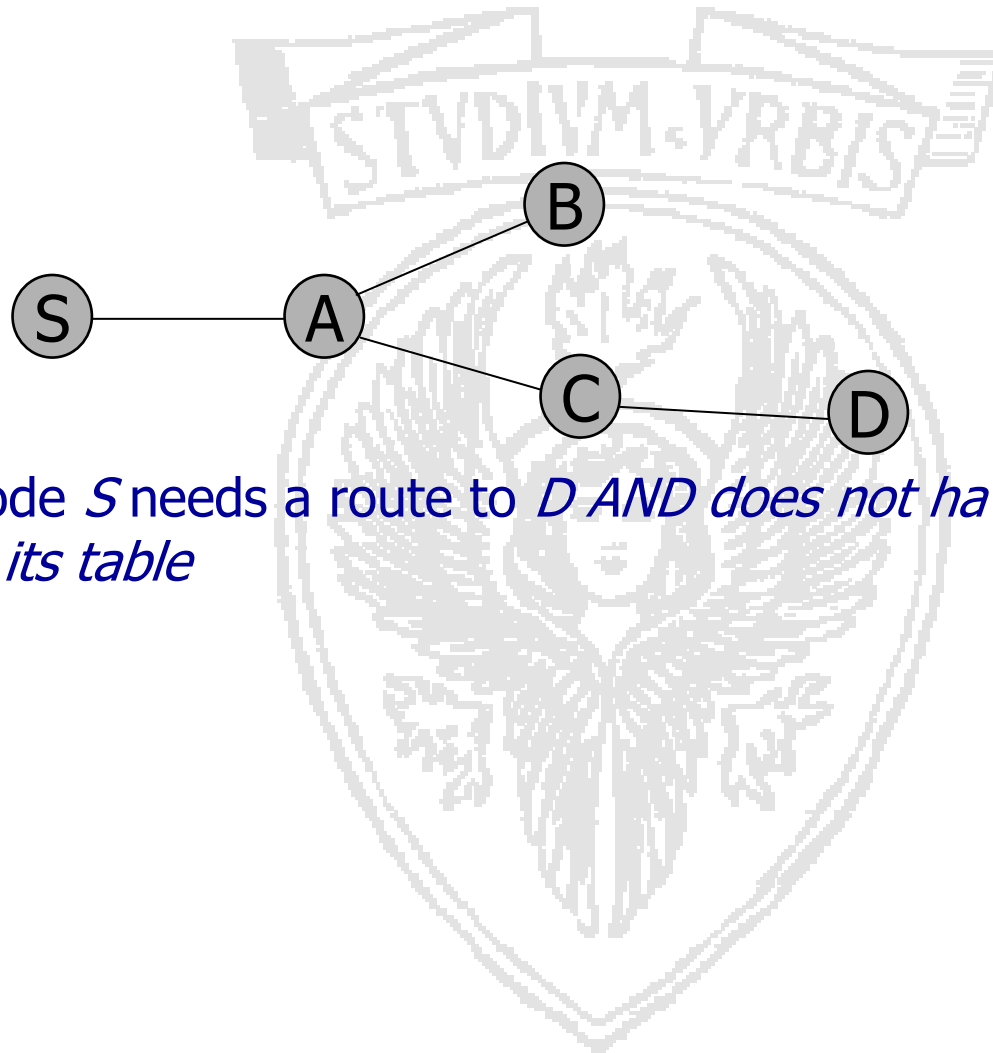 STVDIVM VRBIS
B
S A
C D
ode S needs a route to D AND does not ha
its table